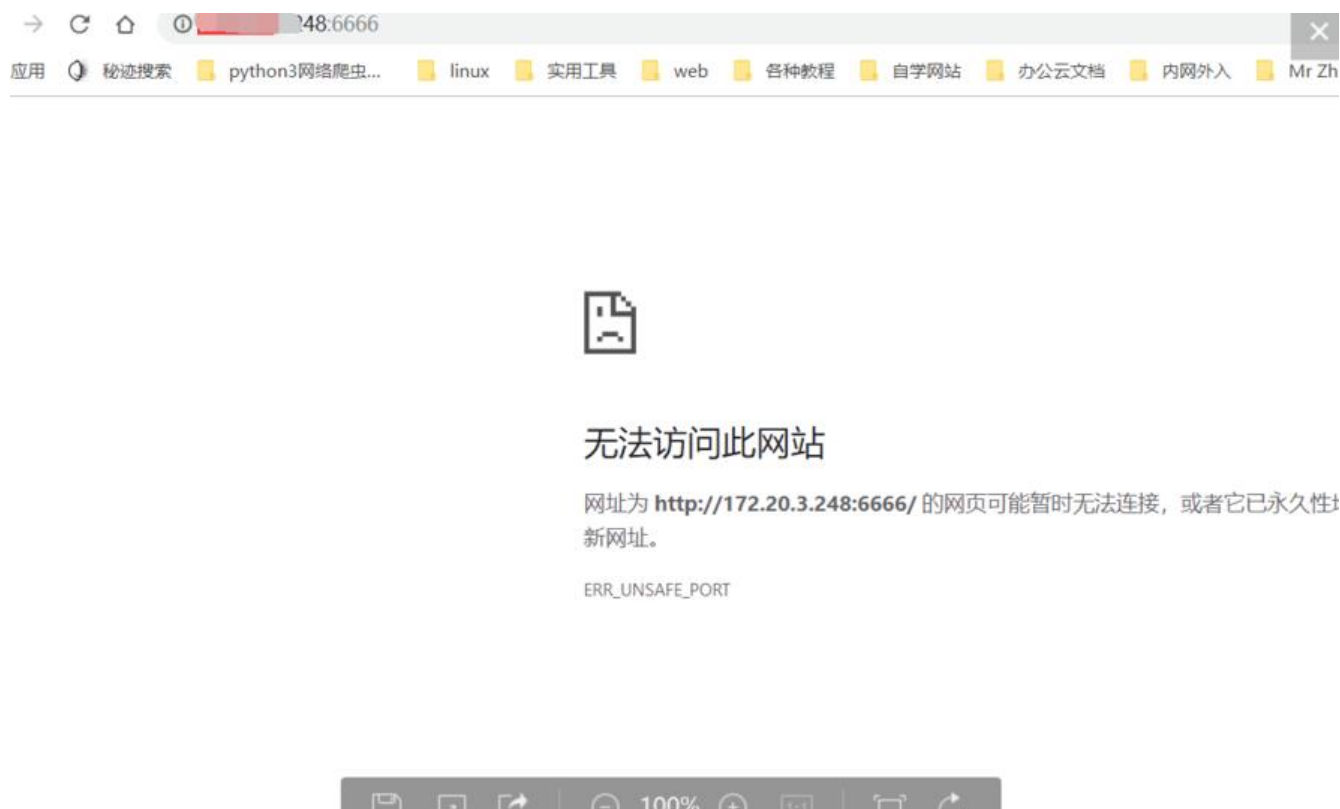 248:6666
应用 秘迹搜索 python3网络爬虫... linux 实用工具 web 各种教程 自学网站 办公云文档 内网外入 Mr Zh
无法访问此网站
网址为 http://172.20.3.248:6666/ 的网页可能暂时无法连接，或者它已永久性
新网址。
ERR_UNSAFE_PORT
100%